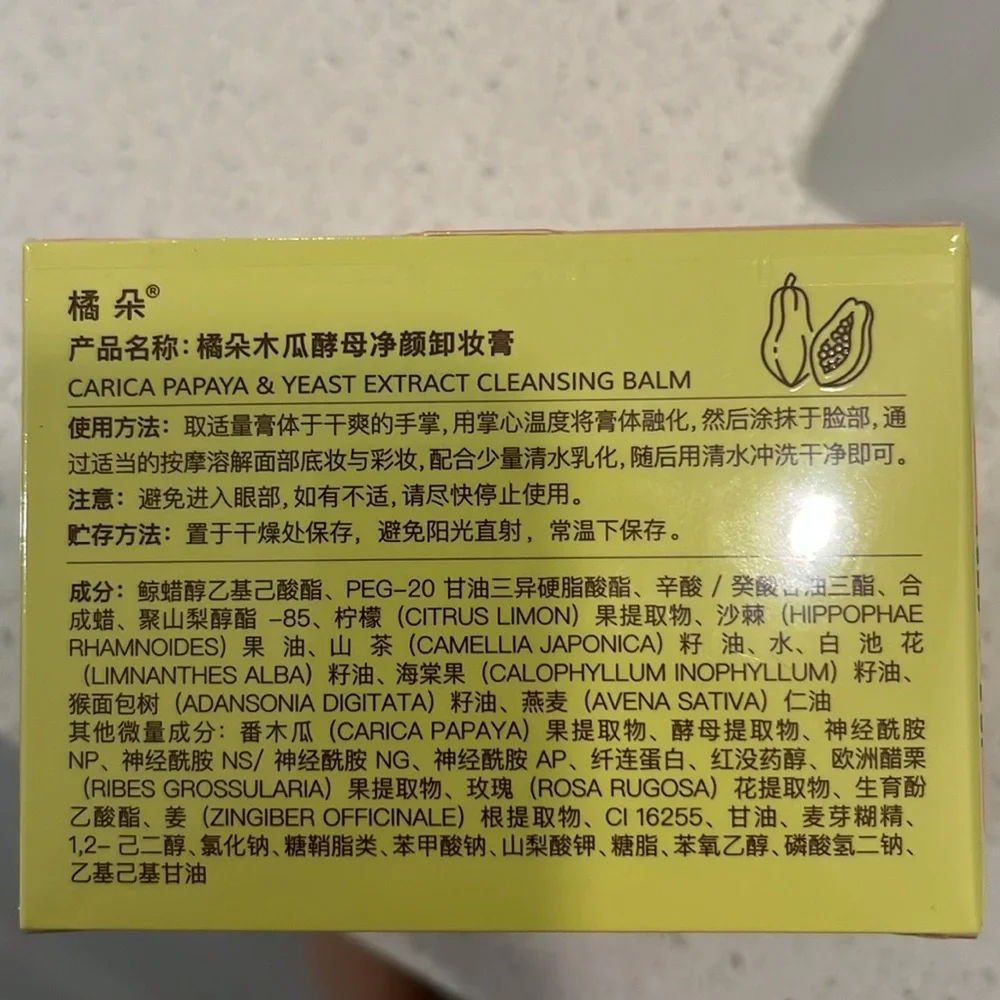 橘朵®
产品名称：橘朵木瓜酵母净颜卸妆膏
CARICA PAPAYA & YEAST EXTRACT CLEANSING BALM
使用方法：取适量膏体于干爽的手掌，用掌心温度将膏体融化，然后涂抹于脸部，通
过适当的按摩溶解面部底妆与彩妆，配合少量清水乳化，随后用清水冲洗干净即可。
注意：避免进入眼部，如有不适，请尽快停止使用。
贮存方法：置于干燥处保存，避免阳光直射，常温下保存。
成分：鲸蜡醇乙基己酸酯、PEG-20 甘油三异硬脂酸酯、辛酸 / 癸酸甘油三酯、合
成蜡、聚山梨醇酯 -85、柠檬（CITRUS LIMON）果提取物、沙棘（HIPPOPHAE
RHAMNOIDES）果油、山茶（CAMELLIA JAPONICA）籽油、水、白池花
（LIMNANTHES ALBA）籽油、海棠果（CALOPHYLLUM INOPHYLLUM）籽油、
猴面包树（ADANSONIA DIGITATA）籽油、燕麦（AVENA SATIVA）仁油
其他微量成分：番木瓜（CARICA PAPAYA）果提取物、酵母提取物、神经酰胺
NP、神经酰胺 NS/ 神经酰胺 NG、神经酰胺 AP、纤连蛋白、红没药醇、欧洲醋栗
（RIBES GROSSULARIA）果提取物、玫瑰（ROSA RUGOSA）花提取物、生育酚
乙酸酯、姜（ZINGIBER OFFICINALE）根提取物、CI 16255、甘油、麦芽糊精、
1,2- 己二醇、氯化钠、糖鞘脂类、苯甲酸钠、山梨酸钾、糖脂、苯氧乙醇、磷酸氢二钠、
乙基己基甘油